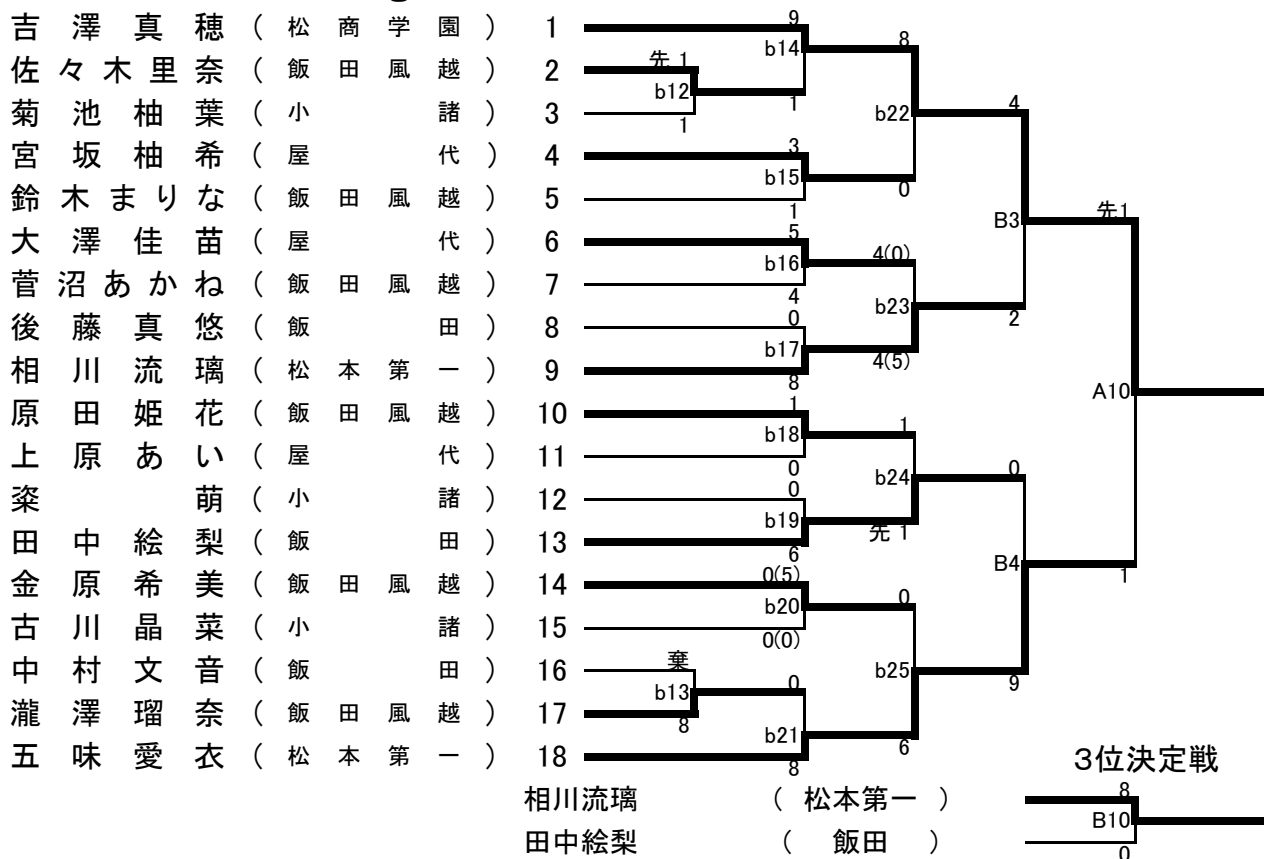 吉澤真穂 ( 松商学園 ) 1
佐々木里奈 ( 飯田風越 ) 2
菊池柚葉 ( 小諸 ) 3
宮坂柚希 ( 屋代 ) 4
鈴木まりな ( 飯田風越 ) 5
大澤佳苗 ( 屋代 ) 6
菅沼あかね ( 飯田風越 ) 7
後藤真悠 ( 飯田 ) 8
相川流璃 ( 松本第一 ) 9
原田姫花 ( 飯田風越 ) 10
上原あい ( 屋代 ) 11
楽萌 ( 小諸 ) 12
田中絵梨 ( 飯田 ) 13
金原希美 ( 飯田風越 ) 14
古川晶菜 ( 小諸 ) 15
中村文音 ( 飯田 ) 16
瀧澤瑠奈 ( 飯田風越 ) 17
五味愛衣 ( 松本第一 ) 18
先 1
b12
1
棄
b13
8
9
b14
1
3
b15
1
5
b16
4
0
b17
8
1
b18
0
0
b19
6
0(5)
b20
0(0)
0
b21
8
8
b22
0
4(0)
b23
4(5)
1
b24
先 1
0
b25
6
4
B3
2
0
B4
9
先1
A10
1
3位決定戦
相川流璃 ( 松本第一 ) 8
B10
田中絵梨 ( 飯田 ) 0